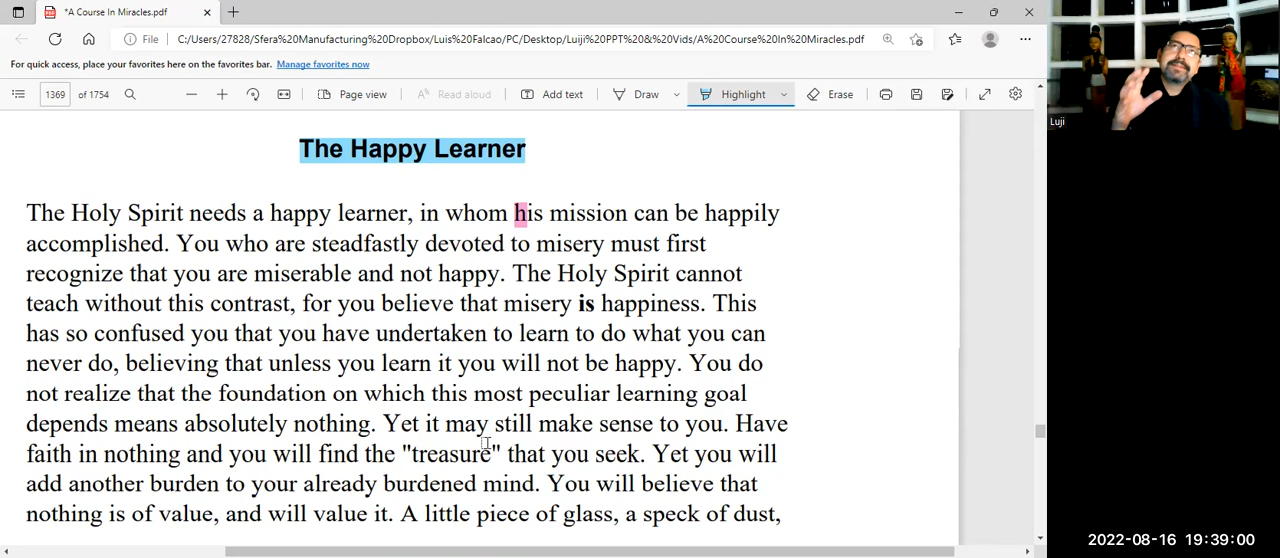 *A Course In Miracles.pdf
File
C:/Users/27828/Sfera%20Manufacturing%20Dropbox/Luis%20Falcao/PC/Desktop/Luiji%20PPT%20&%20Vids/A%20Course%20In%20Miracles.pdf
For quick access, place your favorites here on the favorites bar. Manage favorites now
1369 of 1754 Page view Read aloud Add text Draw Highlight Erase
Luji
The Happy Learner
The Holy Spirit needs a happy learner, in whom his mission can be happily
accomplished. You who are steadfastly devoted to misery must first
recognize that you are miserable and not happy. The Holy Spirit cannot
teach without this contrast, for you believe that misery is happiness. This
has so confused you that you have undertaken to learn to do what you can
never do, believing that unless you learn it you will not be happy. You do
not realize that the foundation on which this most peculiar learning goal
depends means absolutely nothing. Yet it may still make sense to you. Have
faith in nothing and you will find the "treasure" that you seek. Yet you will
add another burden to your already burdened mind. You will believe that
nothing is of value, and will value it. A little piece of glass, a speck of dust,
2022-08-16 19:39:00